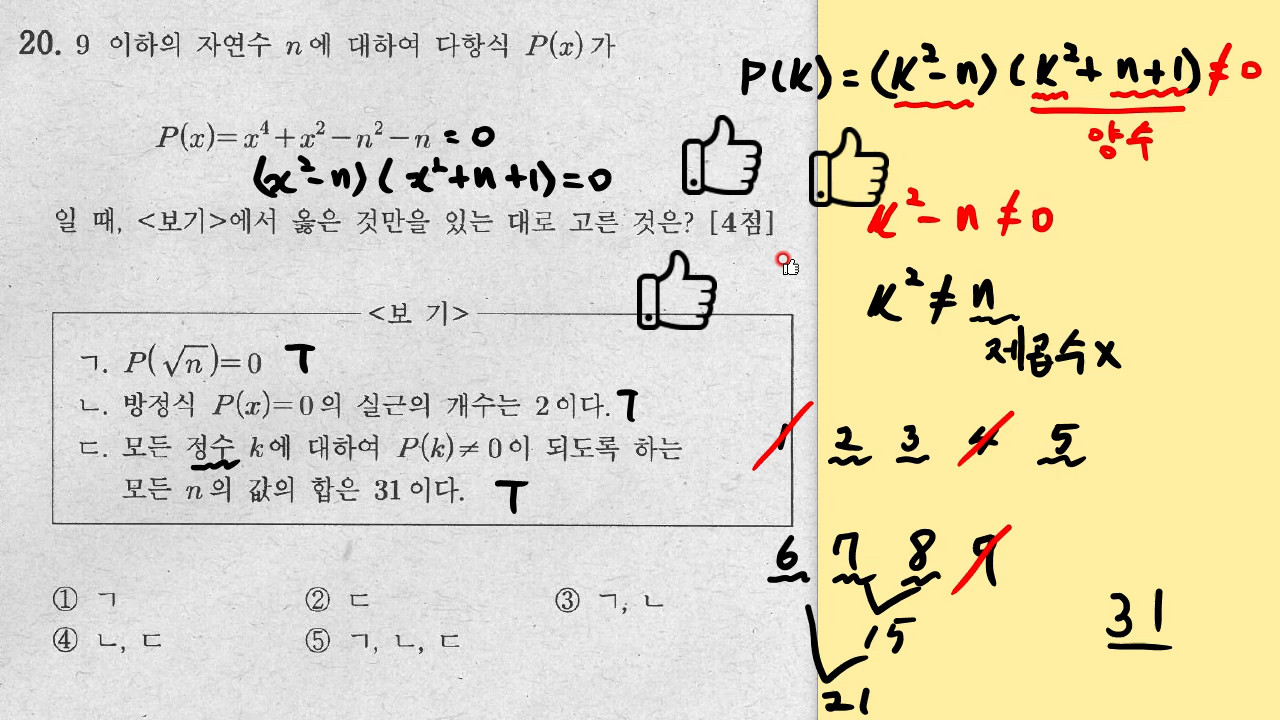 20. 9 이하의 자연수 n에 대하여 다항식 P(x)가
P(x)=x⁴+x²−n²−n = 0
(x²−n)(x²+n+1)=0
일 때, <보기>에서 옳은 것만을 있는 대로 고른 것은? [4점]
<보 기>
ㄱ. P(√n)=0 T
ㄴ. 방정식 P(x)=0의 실근의 개수는 2이다. T
ㄷ. 모든 정수 k에 대하여 P(k)≠0이 되도록 하는
모든 n의 값의 합은 31이다. T
① ㄱ ② ㄷ ③ ㄱ, ㄴ
④ ㄴ, ㄷ ⑤ ㄱ, ㄴ, ㄷ
P(K)=(K²−n)(K²+n+1)≠0
양수
K²−n≠0
K²≠n
제곱수 x
1 2 3 4 5
6 7 8 9
15
21
31